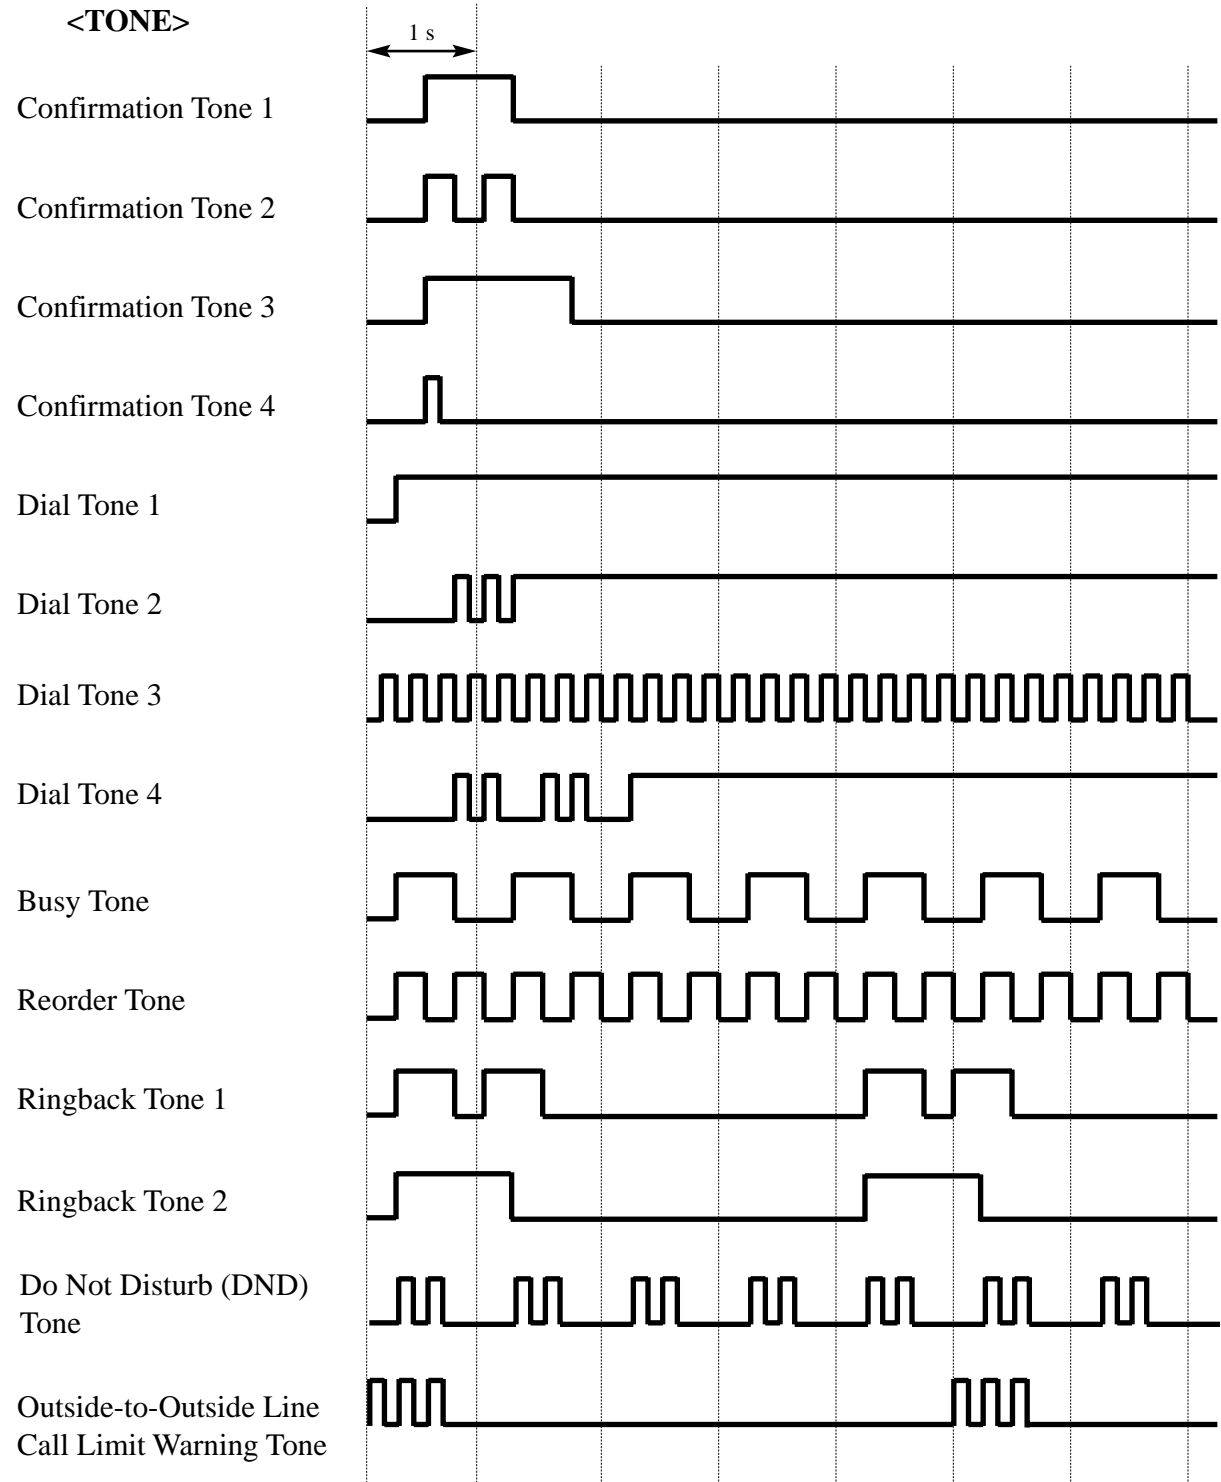 <TONE>
1 s
Confirmation Tone 1
Confirmation Tone 2
Confirmation Tone 3
Confirmation Tone 4
Dial Tone 1
Dial Tone 2
Dial Tone 3
Dial Tone 4
Busy Tone
Reorder Tone
Ringback Tone 1
Ringback Tone 2
Do Not Disturb (DND)
Tone
Outside-to-Outside Line
Call Limit Warning Tone